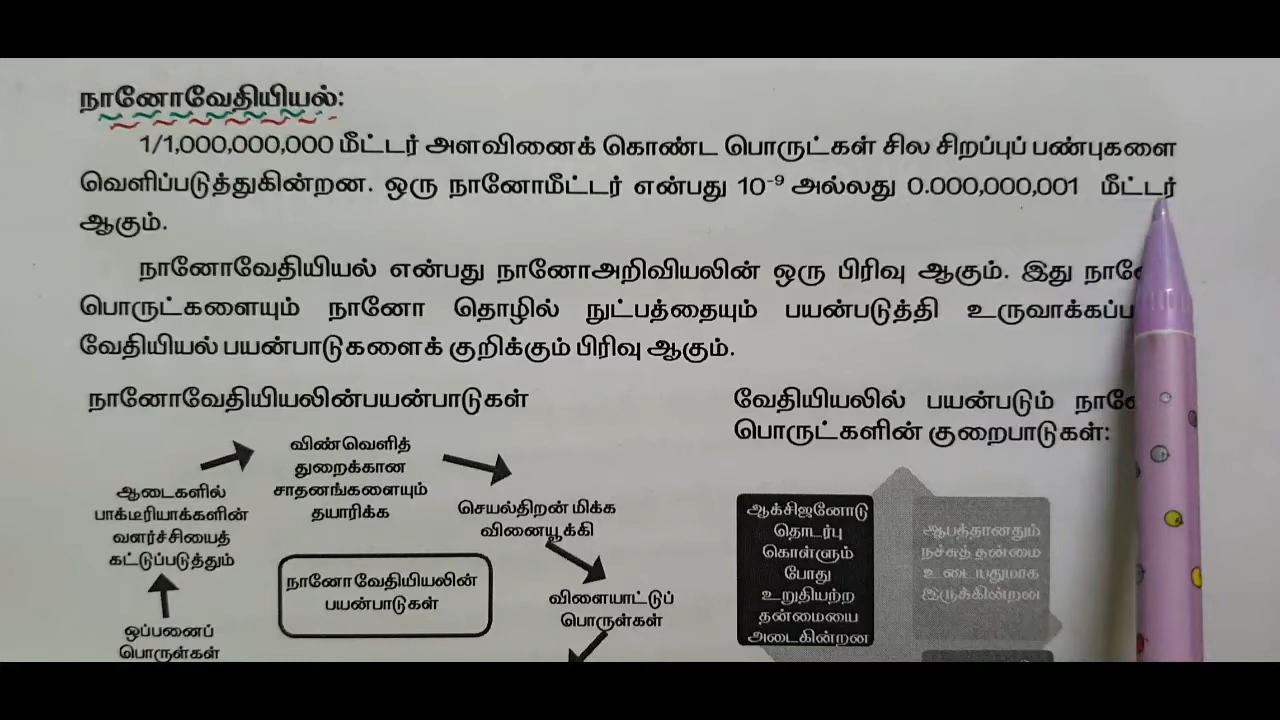 நானோவேதியியல்:
1/1,000,000,000 மீட்டர் அளவினைக் கொண்ட பொருட்கள் சில சிறப்புப் பண்புகளை
வெளிப்படுத்துகின்றன. ஒரு நானோமீட்டர் என்பது 10⁻⁹ அல்லது 0.000,000,001 மீட்டர்
ஆகும்.
நானோவேதியியல் என்பது நானோஅறிவியலின் ஒரு பிரிவு ஆகும். இது
பொருட்களையும் நானோ தொழில் நுட்பத்தையும் பயன்படுத்தி
வேதியியல் பயன்பாடுகளைக் குறிக்கும் பிரிவு ஆகும்.
நானோவேதியியலின்பயன்பாடுகள்
விண்வெளித்
துறைக்கான
சாதனங்களையும்
தயாரிக்க
செயல்திறன் மிக்க
வினையூக்கி
விளையாட்டுப்
பொருள்கள்
ஆடைகளில்
பாக்டீரியாக்களின்
வளர்ச்சியைத்
கட்டுப்படுத்தும்
ஒப்பனைப்
பொருள்கள்
நானோவேதியியலின்
பயன்பாடுகள்
வேதியியலில் பயன்படும்
பொருட்களின் குறைபாடுகள்:
ஆக்சிஜனோடு
தொடர்பு
கொள்ளும்
போது
உறுதியற்ற
தன்மையை
அடைகின்றன
ஆபத்தானதும்
நச்சுத் தன்மை
உடையதுமாக
இருக்கின்றன